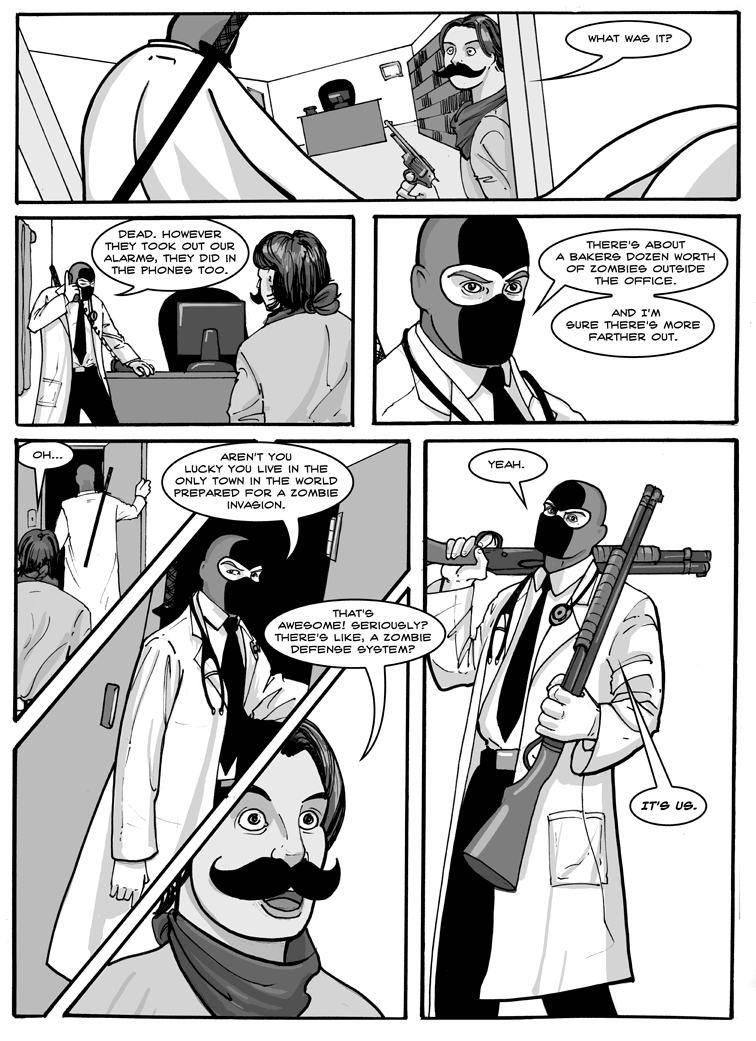 WHAT WAS IT?
DEAD. HOWEVER
THEY TOOK OUT OUR
ALARMS, THEY DID IN
THE PHONES TOO.
THERE'S ABOUT
A BAKERS DOZEN WORTH
OF ZOMBIES OUTSIDE
THE OFFICE.
AND I'M
SURE THERE'S MORE
FARTHER OUT.
OH...
AREN'T YOU
LUCKY YOU LIVE IN THE
ONLY TOWN IN THE WORLD
PREPARED FOR A ZOMBIE
INVASION.
THAT'S
AWESOME! SERIOUSLY?
THERE'S LIKE, A ZOMBIE
DEFENSE SYSTEM?
YEAH.
IT'S US.